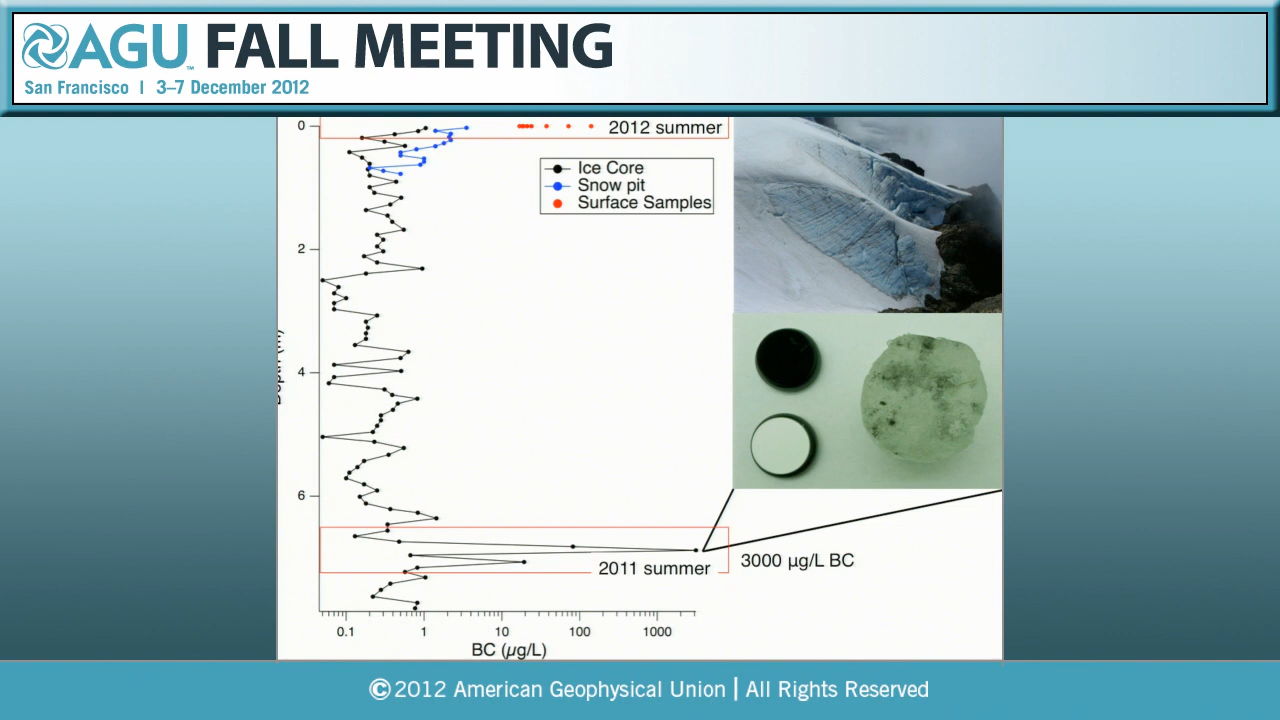 AGU™ FALL MEETING
San Francisco | 3–7 December 2012
0
2012 summer
Ice Core
Snow pit
Surface Samples
2
4
6
2011 summer
3000 µg/L BC
0.1 1 10 100 1000
BC (µg/L)
©2012 American Geophysical Union | All Rights Reserved